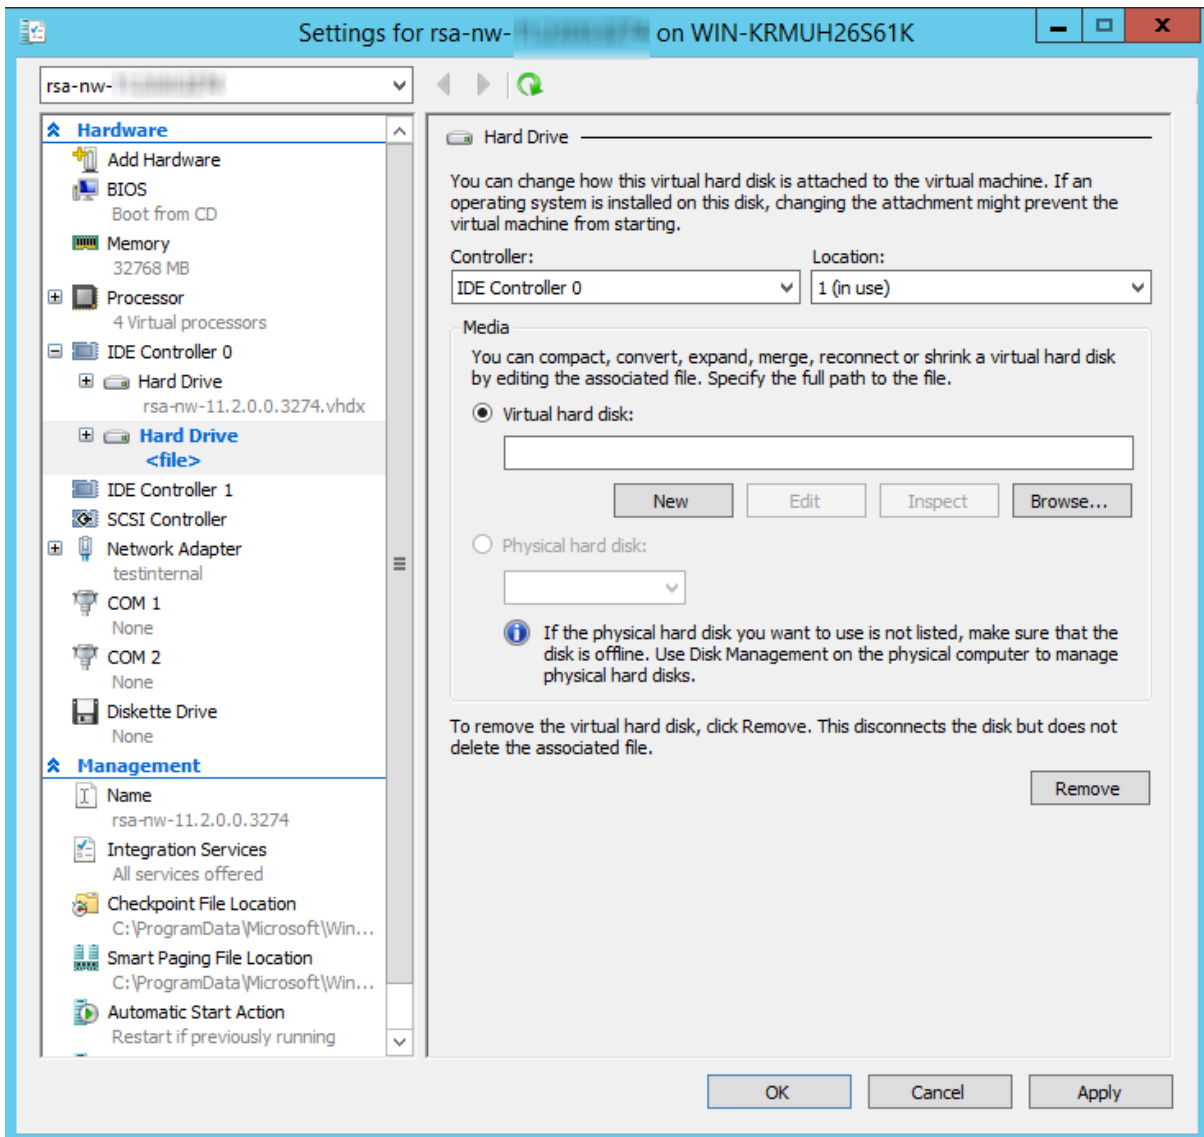 Settings for rsa-nw- on WIN-KRMUH26S61K
x
rsa-nw-
Hardware
Add Hardware
BIOS
Boot from CD
Memory
32768 MB
Processor
4 Virtual processors
IDE Controller 0
Hard Drive
rsa-nw-11.2.0.0.3274.vhdx
Hard Drive
<file>
IDE Controller 1
SCSI Controller
Network Adapter
testinternal
COM 1
None
COM 2
None
Diskette Drive
None
Management
Name
rsa-nw-11.2.0.0.3274
Integration Services
All services offered
Checkpoint File Location
C:\ProgramData\Microsoft\Win...
Smart Paging File Location
C:\ProgramData\Microsoft\Win...
Automatic Start Action
Restart if previously running
Hard Drive
You can change how this virtual hard disk is attached to the virtual machine. If an
operating system is installed on this disk, changing the attachment might prevent the
virtual machine from starting.
Controller: Location:
IDE Controller 0 1 (in use)
Media
You can compact, convert, expand, merge, reconnect or shrink a virtual hard disk
by editing the associated file. Specify the full path to the file.
Virtual hard disk:
New Edit Inspect Browse...
Physical hard disk:
If the physical hard disk you want to use is not listed, make sure that the
disk is offline. Use Disk Management on the physical computer to manage
physical hard disks.
To remove the virtual hard disk, click Remove. This disconnects the disk but does not
delete the associated file.
Remove
OK Cancel Apply